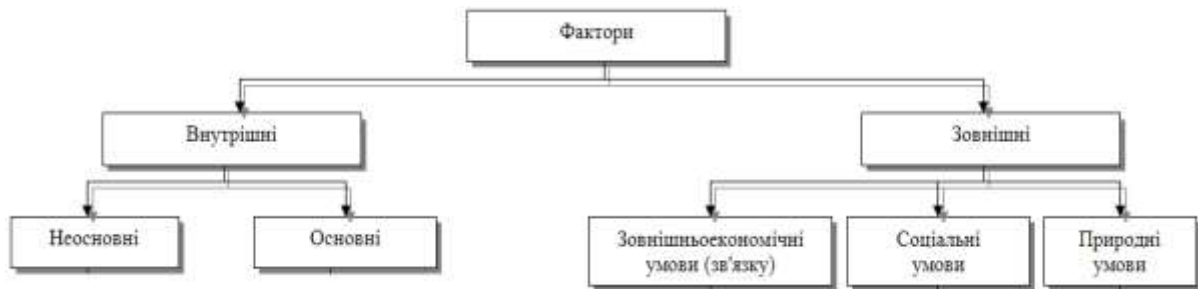 Фактори
Внутрішні
Зовнішні
Неосновні
Основні
Зовнішньоекономічні
умови (зв'язку)
Соціальні
умови
Природні
умови